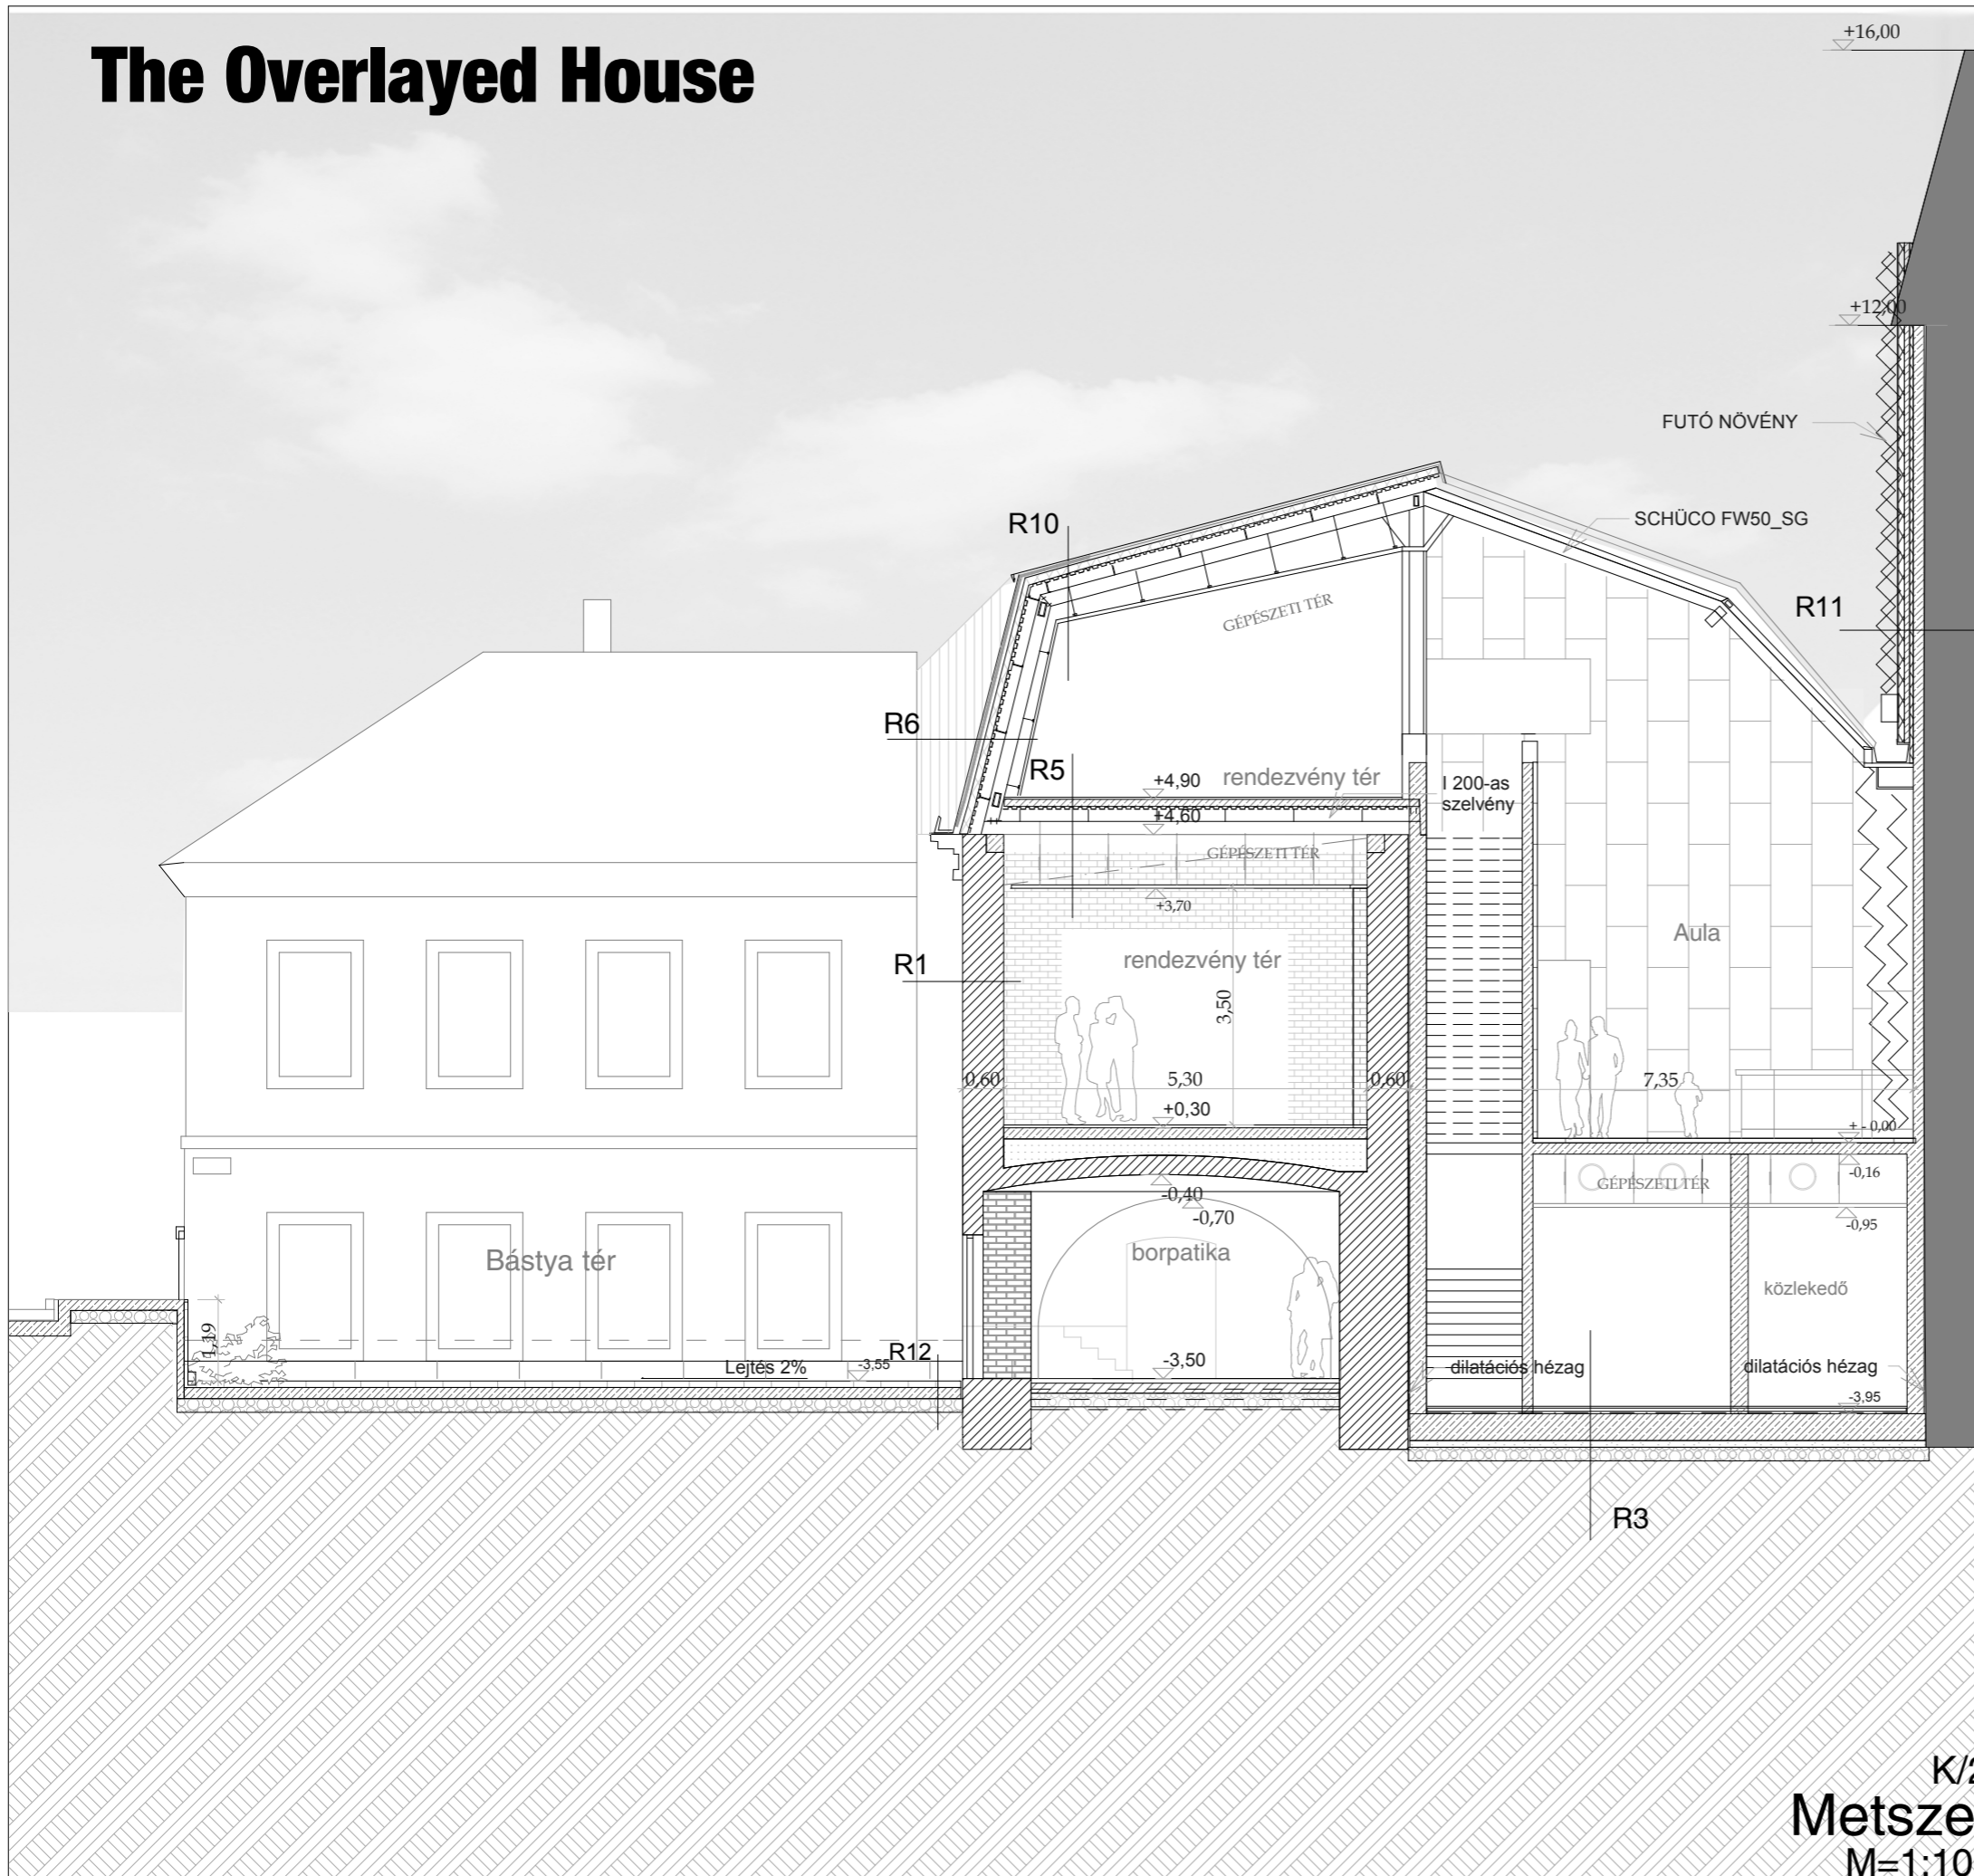 The Overlayed House
+16,00
+12,00
FUTÓ NÖVÉNY
SCHÜCO FW50_SG
R10
GÉPÉSZETI TÉR
R11
R6
R5
+4,90
rendezvény tér
I 200-as
szelvény
+4,60
GÉPÉSZETI TÉR
+3,70
Aula
rendezvény tér
R1
3,50
0,60
5,30
0,60
7,35
+0,30
+ - 0,00
-0,16
GÉPÉSZETI TÉR
-0,40
-0,70
-0,95
borpatika
Bástya tér
közlekedő
1,19
R12
Lejtés 2%
-3,55
-3,50
dilatációs hézag
dilatációs hézag
-3,95
R3
K/2
Metsze
M=1:10